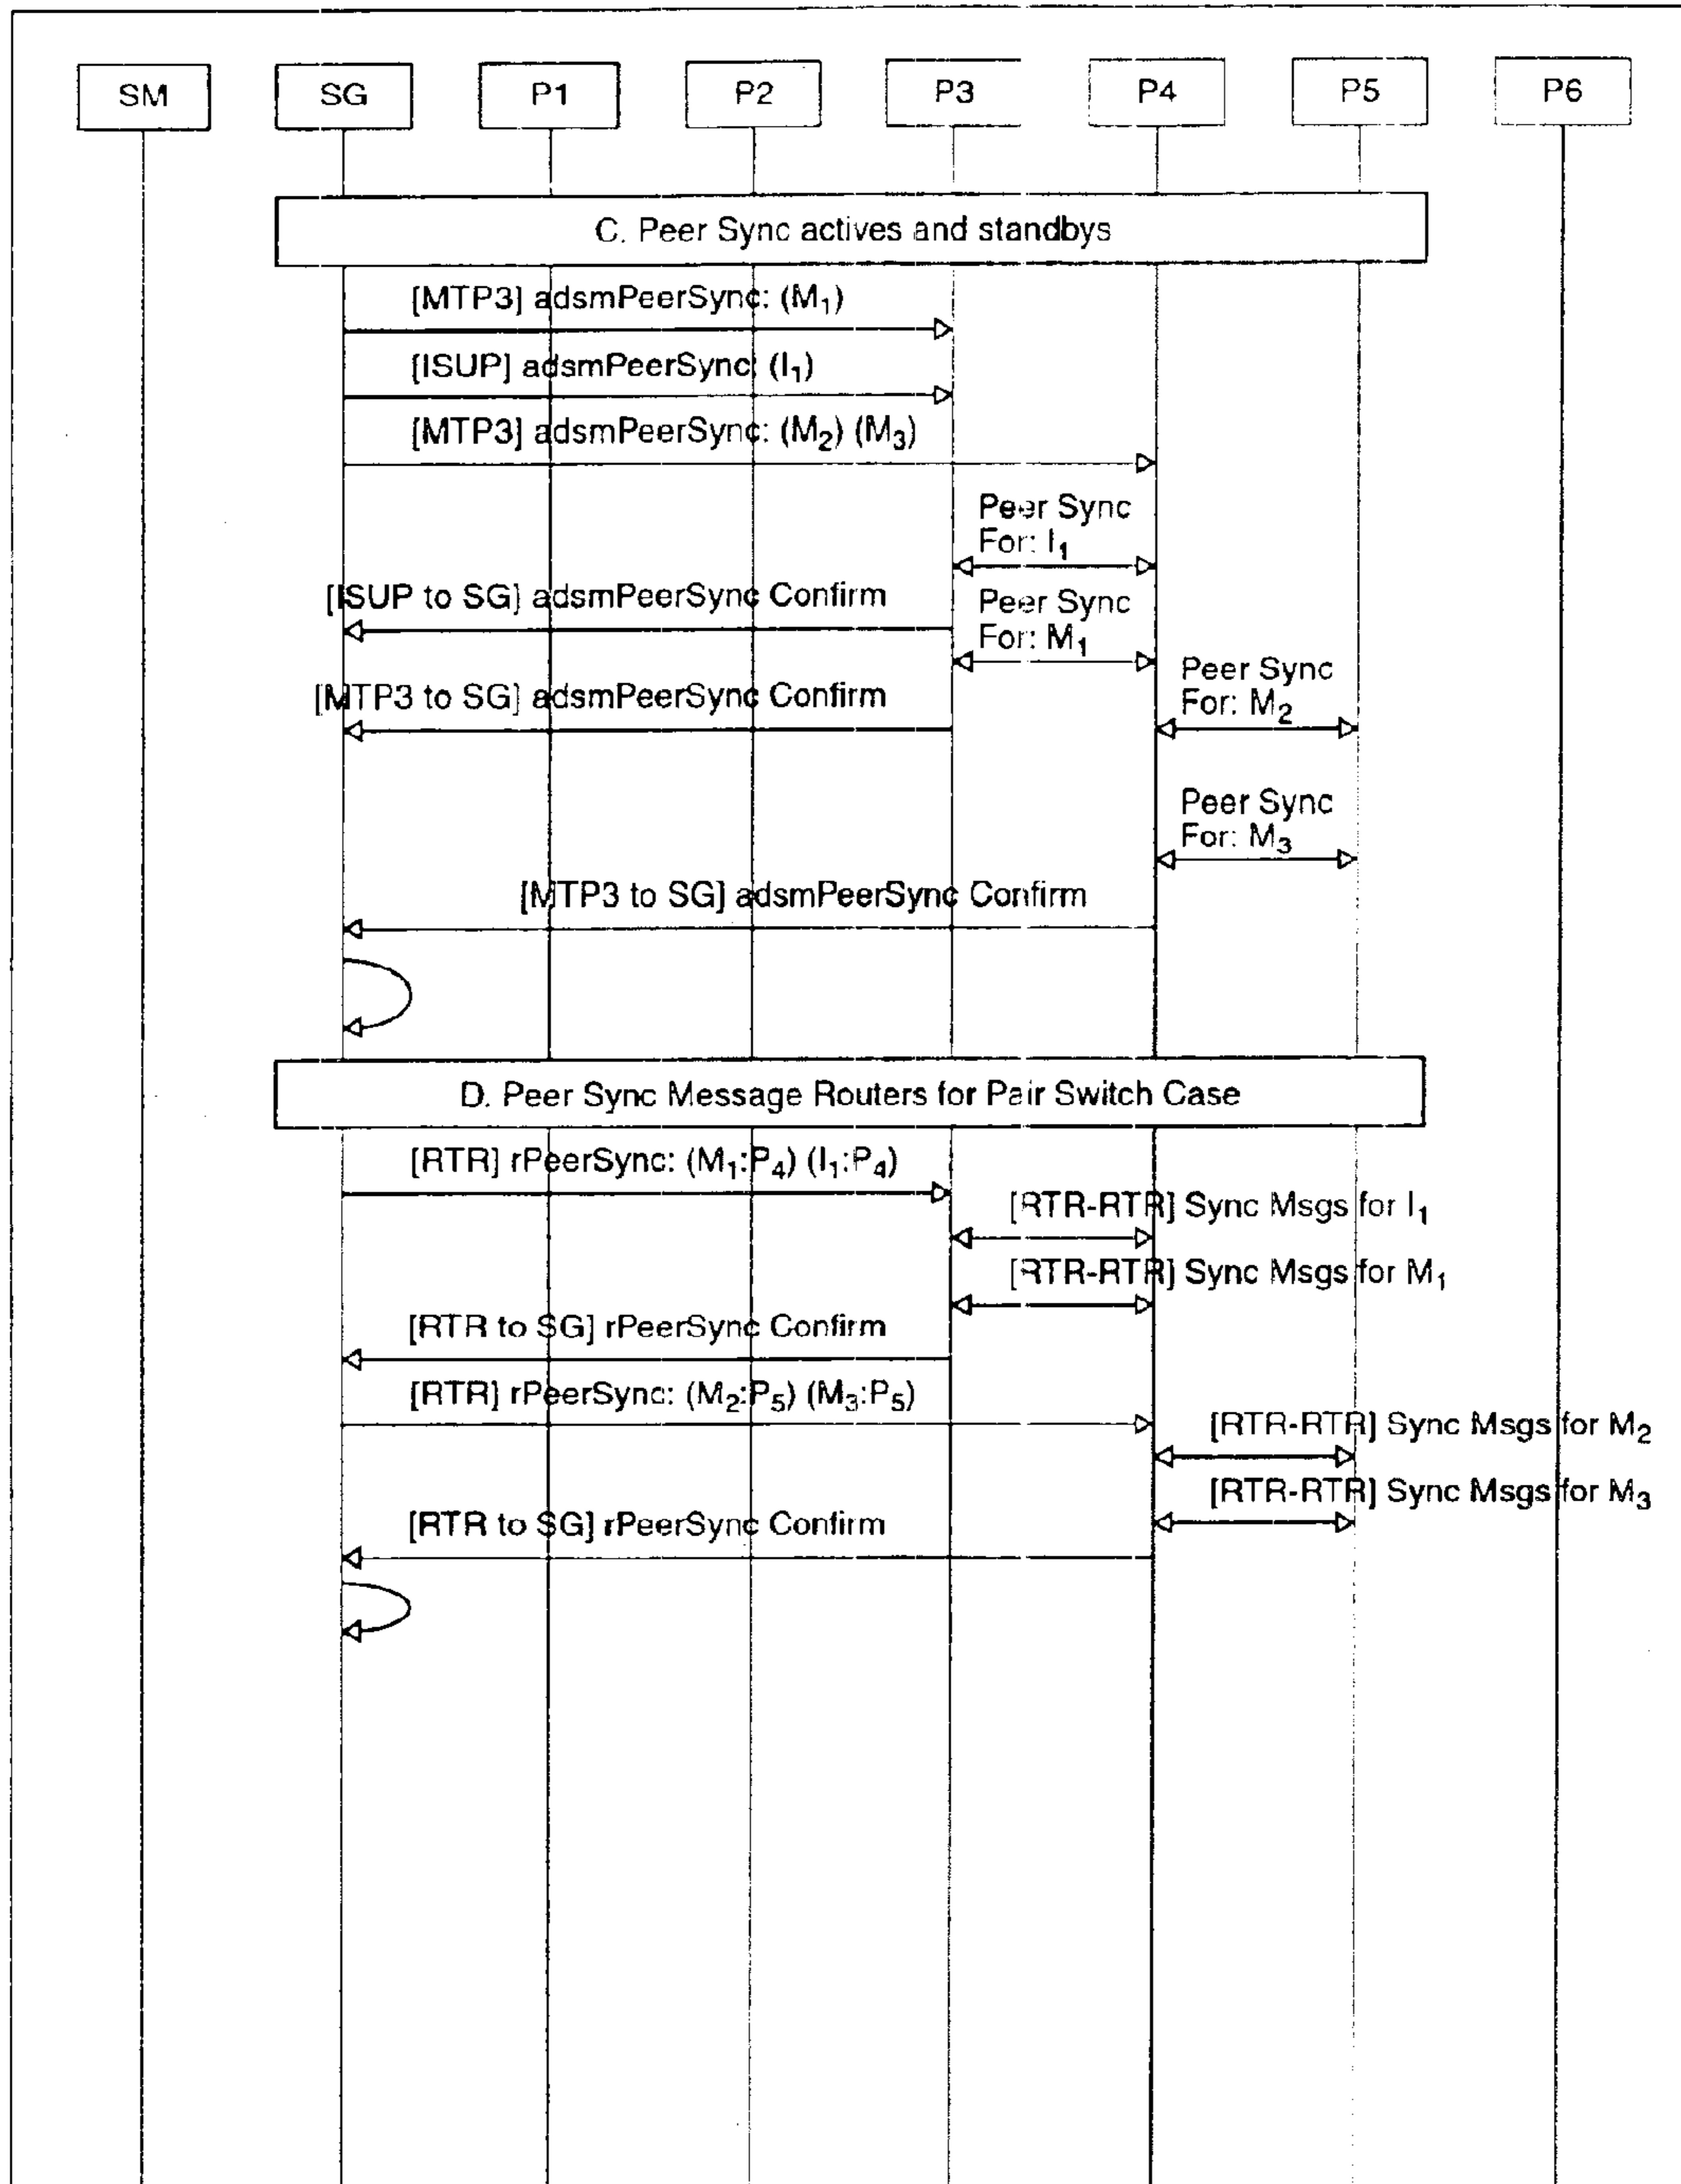 SM SG P1 P2 P3 P4 P5 P6
C. Peer Sync actives and standbys
[MTP3] adsmPeerSync: (M₁)
[ISUP] adsmPeerSync: (I₁)
[MTP3] adsmPeerSync: (M₂) (M₃)
Peer Sync
For: I₁
[ISUP to SG] adsmPeerSync Confirm
Peer Sync
For: M₁
[MTP3 to SG] adsmPeerSync Confirm
Peer Sync
For: M₂
Peer Sync
For: M₃
[MTP3 to SG] adsmPeerSync Confirm
D. Peer Sync Message Routers for Pair Switch Case
[RTR] rPeerSync: (M₁:P₄) (I₁:P₄)
[RTR-RTR] Sync Msgs for I₁
[RTR-RTR] Sync Msgs for M₁
[RTR to SG] rPeerSync Confirm
[RTR] rPeerSync: (M₂:P₅) (M₃:P₅)
[RTR-RTR] Sync Msgs for M₂
[RTR-RTR] Sync Msgs for M₃
[RTR to SG] rPeerSync Confirm